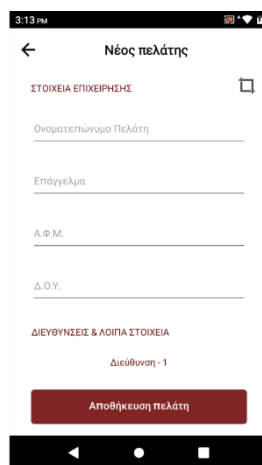 3:13 PM
Νέος πελάτης
ΣΤΟΙΧΕΙΑ ΕΠΙΧΕΙΡΗΣΗΣ
Ονοματεπώνυμο Πελάτη
Επάγγελμα
Α.Φ.Μ.
Δ.Ο.Υ.
ΔΙΕΥΘΥΝΣΕΙΣ & ΛΟΙΠΑ ΣΤΟΙΧΕΙΑ
Διεύθυνση - 1
Αποθήκευση πελάτη